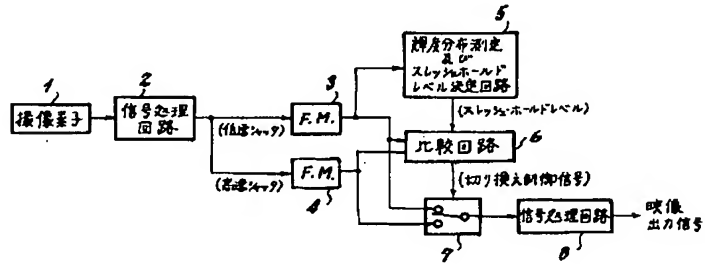 5
輝度分布測定
及び
スレッシュホールド
レベル決定回路
1
撮像素子
2
信号処理
回路
3
F.M.
(低速シャッタ)
(スレッシュ・ホールドレベル)
6
比較回路
(高速シャッタ)
F.M.
4
(切り換え制御信号)
7
信号処理回路
8
映像
出力信号